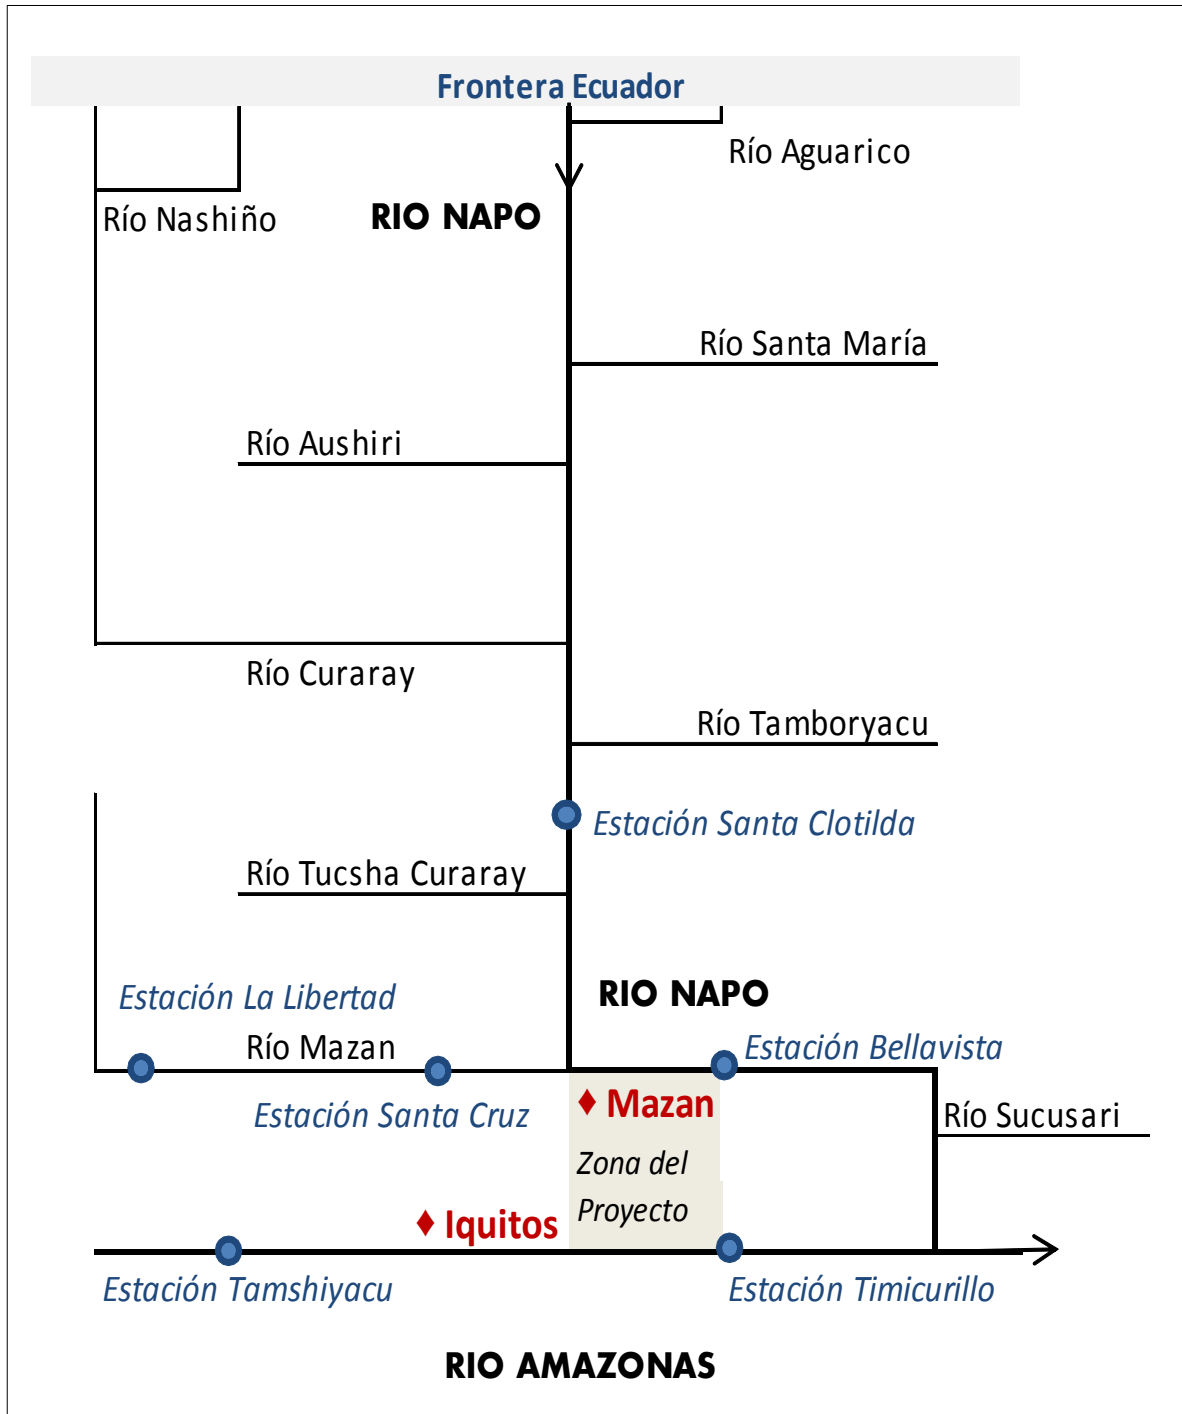 Frontera Ecuador
Río Aguarico
Río Nashiño
RIO NAPO
Río Santa María
Río Aushiri
Río Curaray
Río Tamboryacu
Estación Santa Clotilda
Río Tucsha Curaray
Estación La Libertad
RIO NAPO
Río Mazan
Estación Bellavista
Estación Santa Cruz
Mazan
Río Sucusari
Zona del
Proyecto
Iquitos
Estación Tamshiyacu
Estación Timicurillo
RIO AMAZONAS